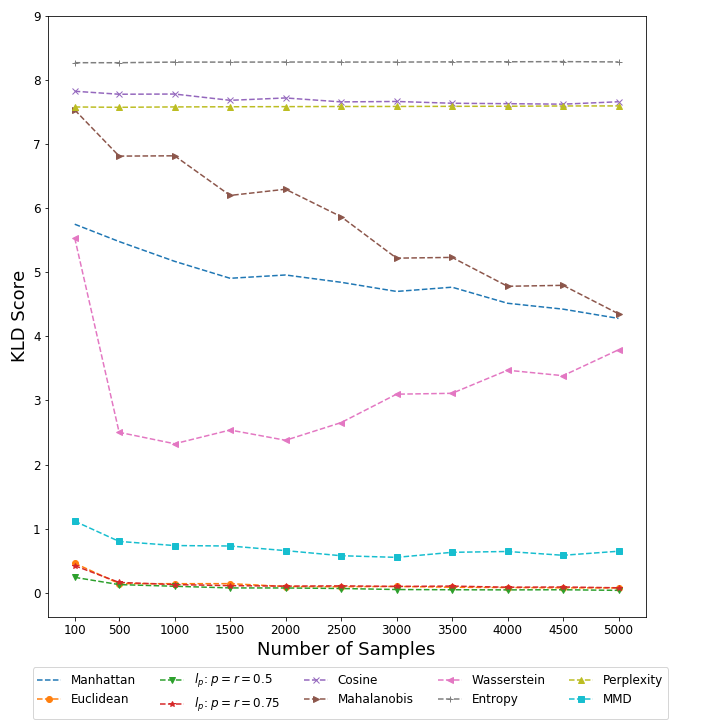 9
8
7
6
5
4
3
2
1
0
KLD Score
100 500 1000 1500 2000 2500 3000 3500 4000 4500 5000
Number of Samples
Manhattan $l_p$: $p = r = 0.5$ Cosine Wasserstein Perplexity
Euclidean $l_p$: $p = r = 0.75$ Mahalanobis Entropy MMD